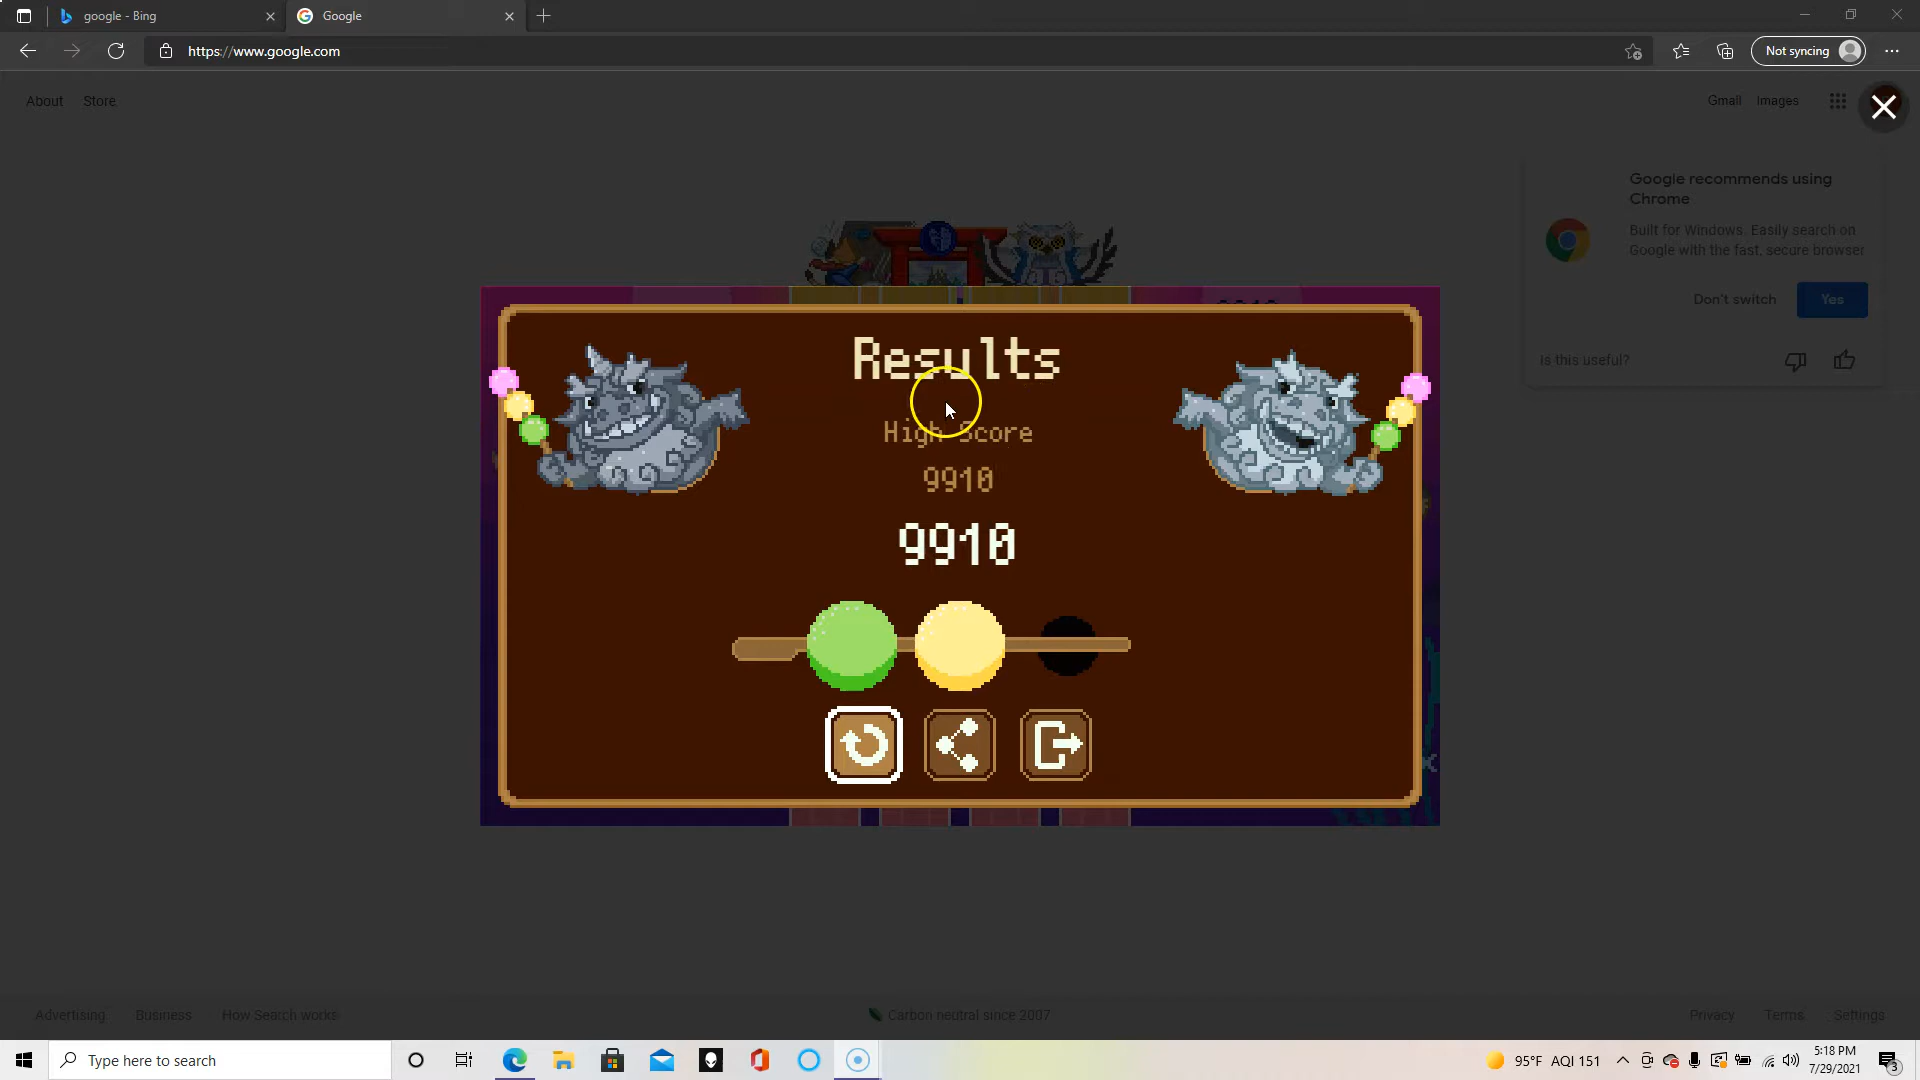 google - Bing
Google
https://www.google.com
Not syncing
About
Store
Gmail
Images
Google recommends using
Chrome
Built for Windows. Easily search on
Google with the fast, secure browser
Don't switch
Yes
Is this useful?
Results
High Score
9910
9910
Advertising
Business
How Search works
Carbon neutral since 2007
Privacy
Terms
Settings
Type here to search
95°F AQI 151
5:18 PM
7/29/2021
3